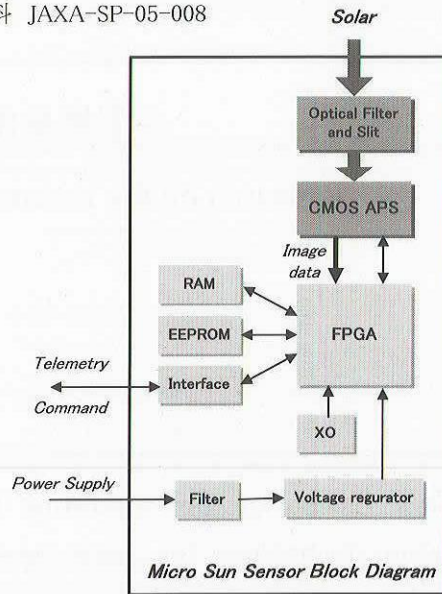 料 JAXA-SP-05-008
Solar
Optical Filter
and Slit
CMOS APS
Image
data
RAM
EEPROM
FPGA
Telemetry
Interface
Command
XO
Power Supply
Filter
Voltage regurator
Micro Sun Sensor Block Diagram